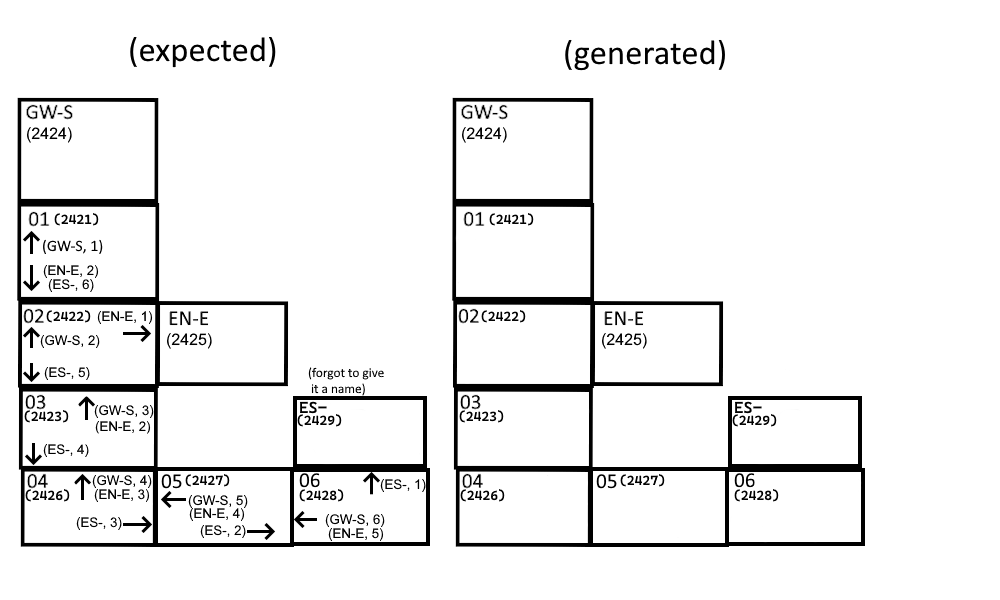 (expected)
GW-S
(2424)
01 (2421)
(GW-S, 1)
(EN-E, 2)
(ES-, 6)
02 (2422) (EN-E, 1)
(GW-S, 2)
(ES-, 5)
EN-E
(2425)
03
(2423)
(GW-S, 3)
(EN-E, 2)
(ES-, 4)
(forgot to give
it a name)
ES-
(2429)
04
(2426)
(GW-S, 4)
(EN-E, 3)
(ES-, 3)
05 (2427)
(GW-S, 5)
(EN-E, 4)
(ES-, 2)
06
(2428)
(ES-, 1)
(GW-S, 6)
(EN-E, 5)
(generated)
GW-S
(2424)
01 (2421)
02 (2422)
EN-E
(2425)
03
(2423)
ES-
(2429)
04
(2426)
05 (2427)
06
(2428)